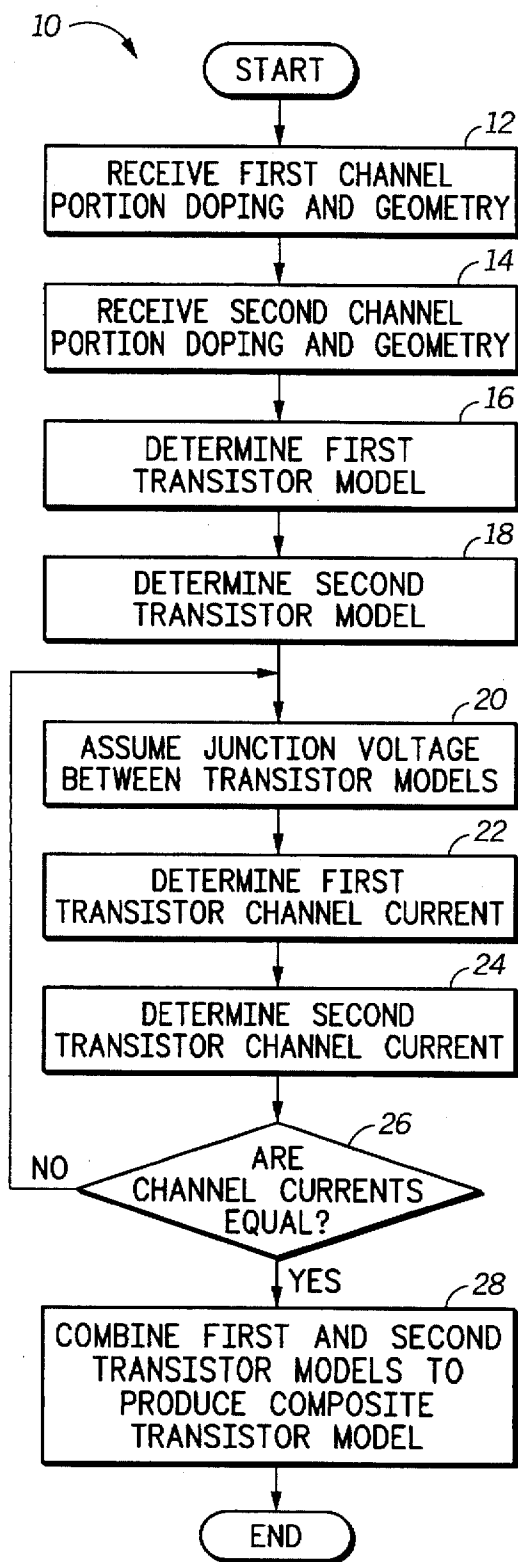 10
START
12
RECEIVE FIRST CHANNEL
PORTION DOPING AND GEOMETRY
14
RECEIVE SECOND CHANNEL
PORTION DOPING AND GEOMETRY
16
DETERMINE FIRST
TRANSISTOR MODEL
18
DETERMINE SECOND
TRANSISTOR MODEL
20
ASSUME JUNCTION VOLTAGE
BETWEEN TRANSISTOR MODELS
22
DETERMINE FIRST
TRANSISTOR CHANNEL CURRENT
24
DETERMINE SECOND
TRANSISTOR CHANNEL CURRENT
26
ARE
CHANNEL CURRENTS
EQUAL?
NO
YES
28
COMBINE FIRST AND SECOND
TRANSISTOR MODELS TO
PRODUCE COMPOSITE
TRANSISTOR MODEL
END